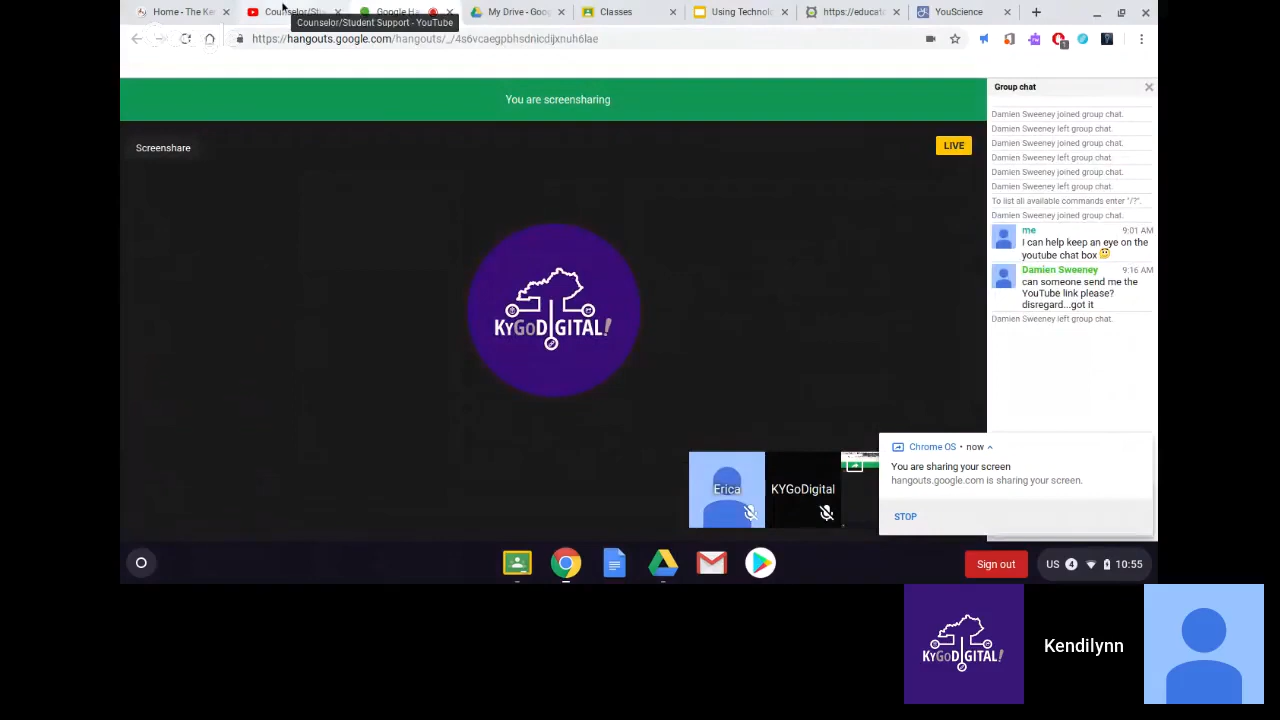 Home - The Ke
Counselor/Stu
Google Ha
My Drive - Goo
Classes
Using Technolo
https://educato
YouScience
Counselor/Student Support - YouTube
https://hangouts.google.com/hangouts/_/4s6vcaegpbhsdnicdijxnuh6lae
1
You are screensharing
Group chat
Screenshare
LIVE
Damien Sweeney joined group chat.
Damien Sweeney left group chat.
Damien Sweeney joined group chat.
Damien Sweeney left group chat.
Damien Sweeney joined group chat.
Damien Sweeney left group chat.
To list all available commands enter "/?".
Damien Sweeney joined group chat.
me 9:01 AM
I can help keep an eye on the
youtube chat box
Damien Sweeney 9:16 AM
can someone send me the
YouTube link please?
disregard...got it
Damien Sweeney left group chat.
KYGODIGITAL!
Chrome OS • now
You are sharing your screen
hangouts.google.com is sharing your screen.
STOP
Erica
KYGoDigital
Sign out
US 4 10:55
KYGODIGITAL!
Kendilynn